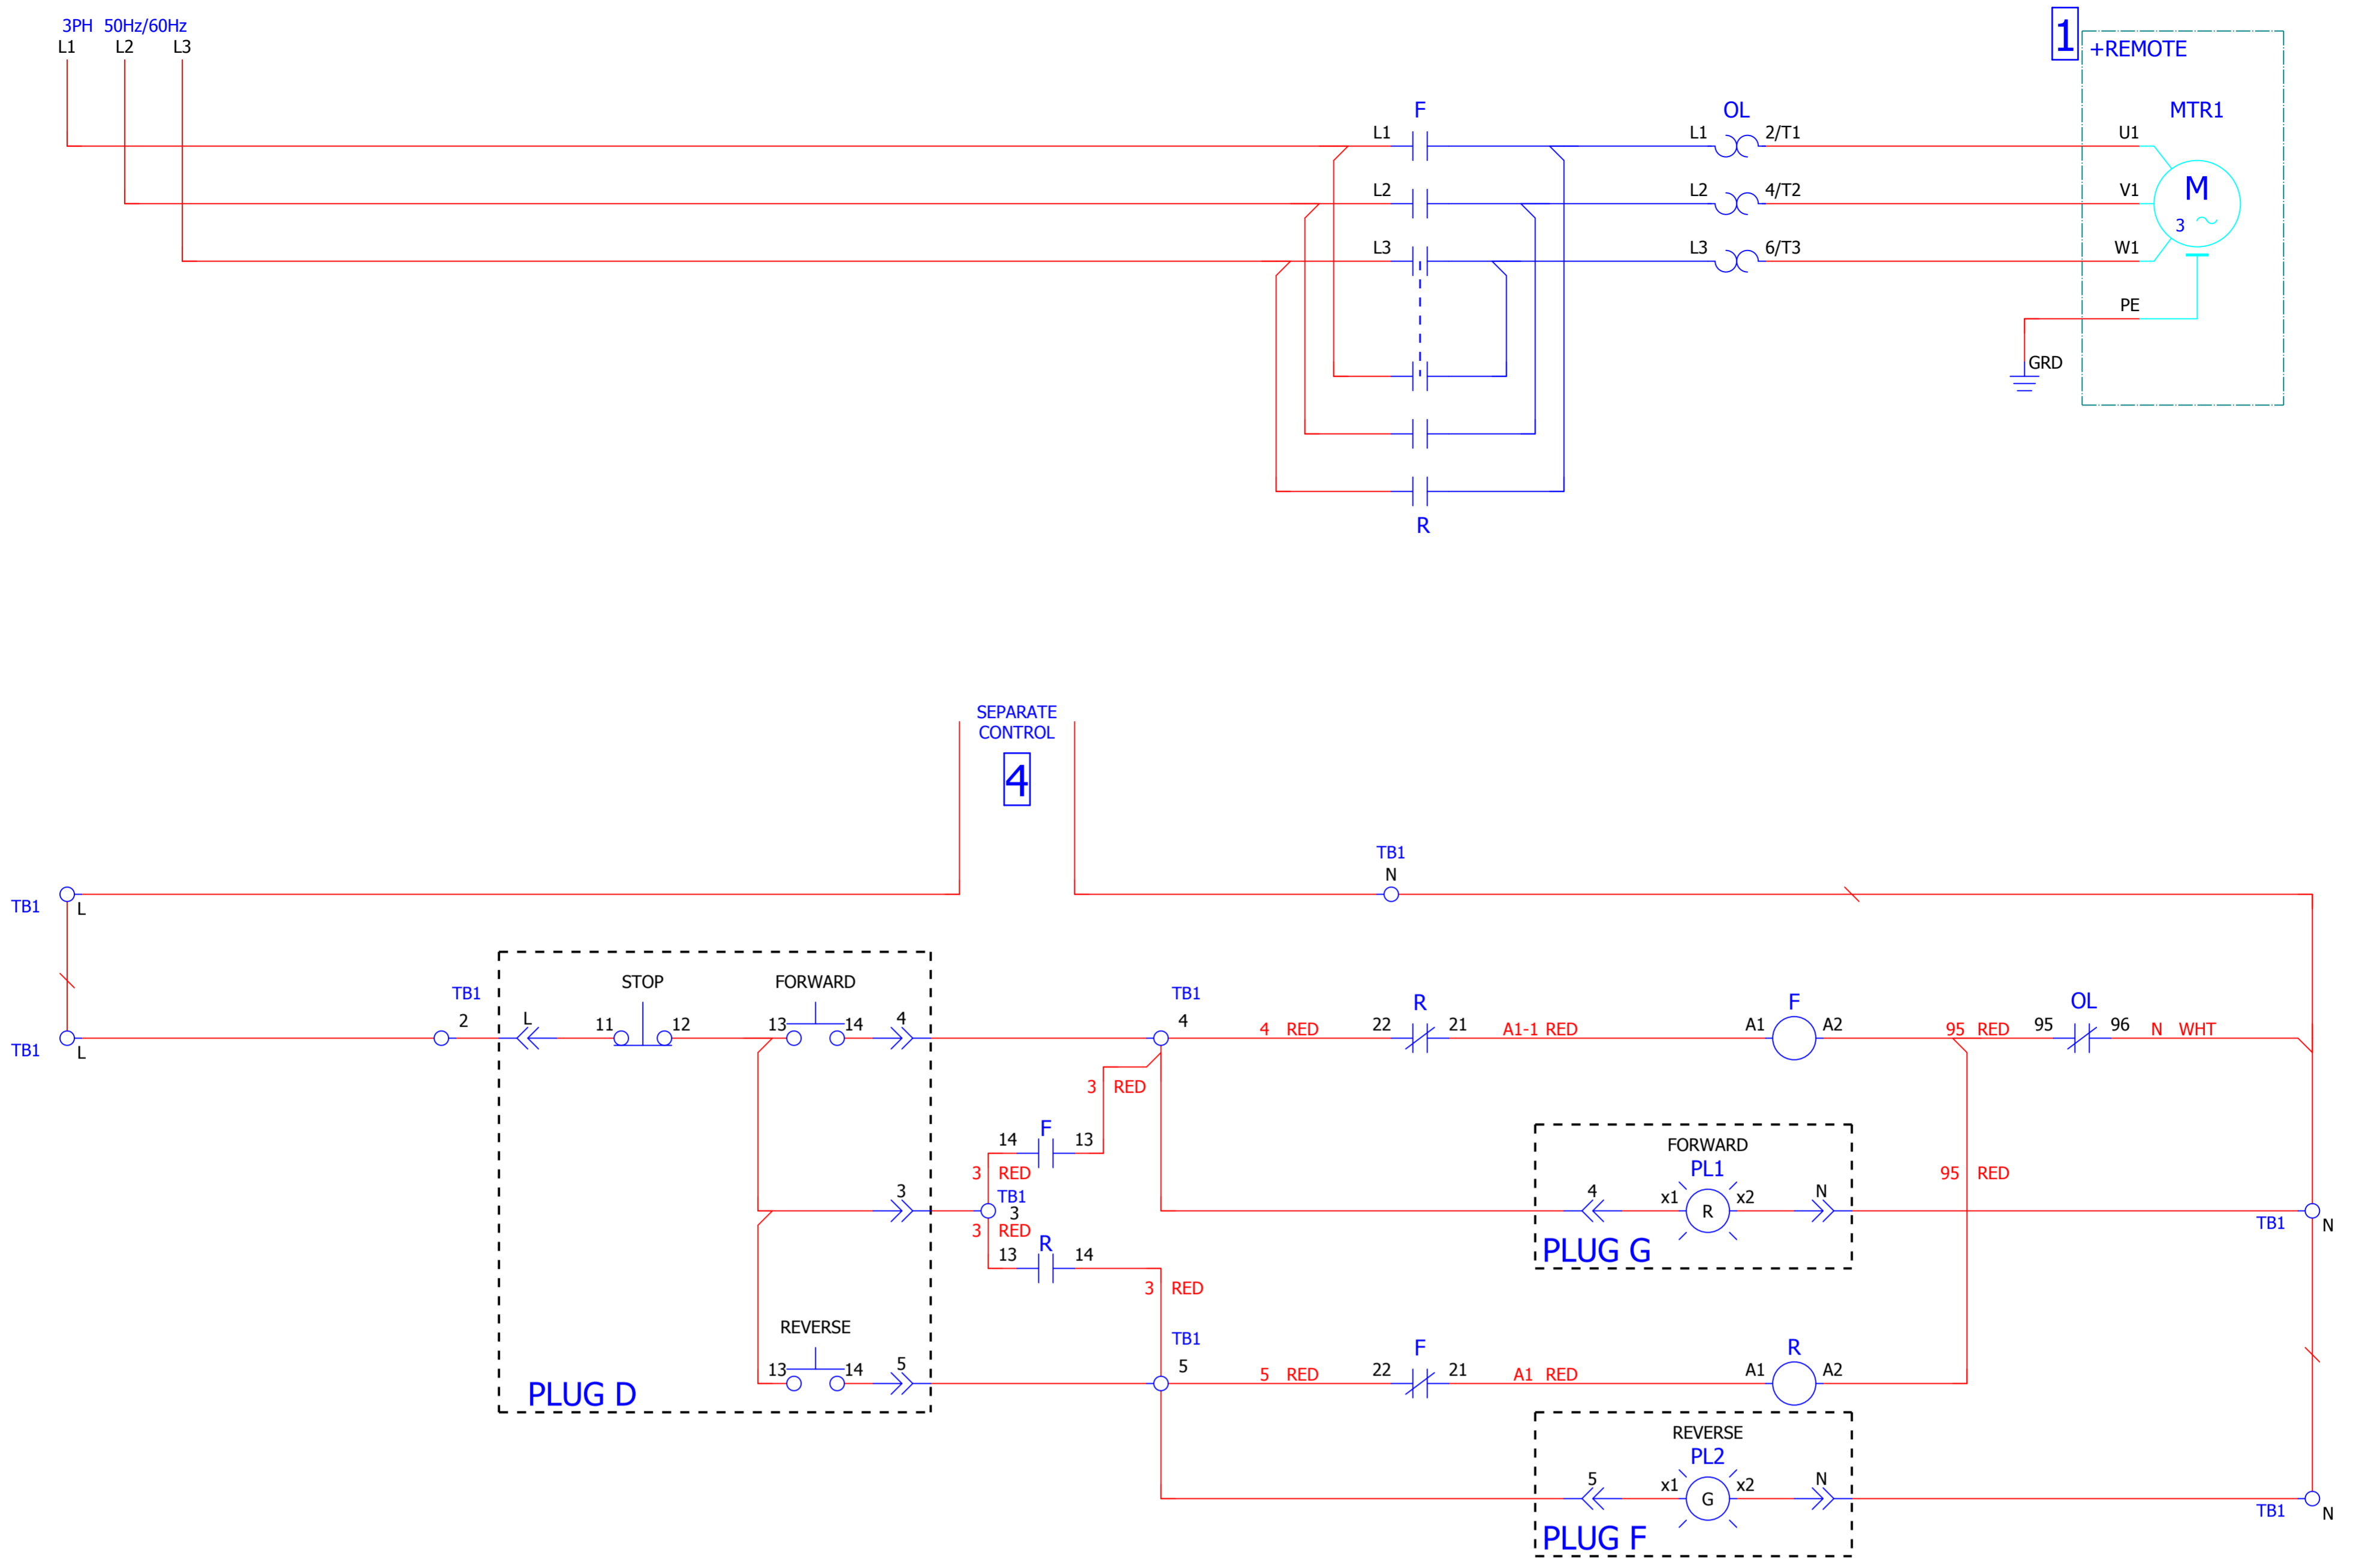 3PH 50Hz/60Hz
L1 L2 L3
1
+REMOTE
F
OL
MTR1
L1
L1 2/T1
U1
L2
L2 4/T2
V1
M
3
L3
L3 6/T3
W1
PE
GRD
R
SEPARATE
CONTROL
4
TB1
N
TB1 L
STOP
FORWARD
TB1
2
L
11 12
13 14
4
TB1
4
4 RED
R
22 21
A1-1 RED
F
A1 A2
95 RED
OL
95 96
N WHT
TB1 L
3 RED
F
14 13
3 RED
3
TB1
3
3 RED
R
13 14
3 RED
FORWARD
PL1
4
x1 x2
R
N
PLUG G
95 RED
TB1 N
REVERSE
13 14
5
PLUG D
TB1
5
5 RED
F
22 21
A1 RED
R
A1 A2
REVERSE
PL2
5
x1 x2
G
N
PLUG F
TB1 N